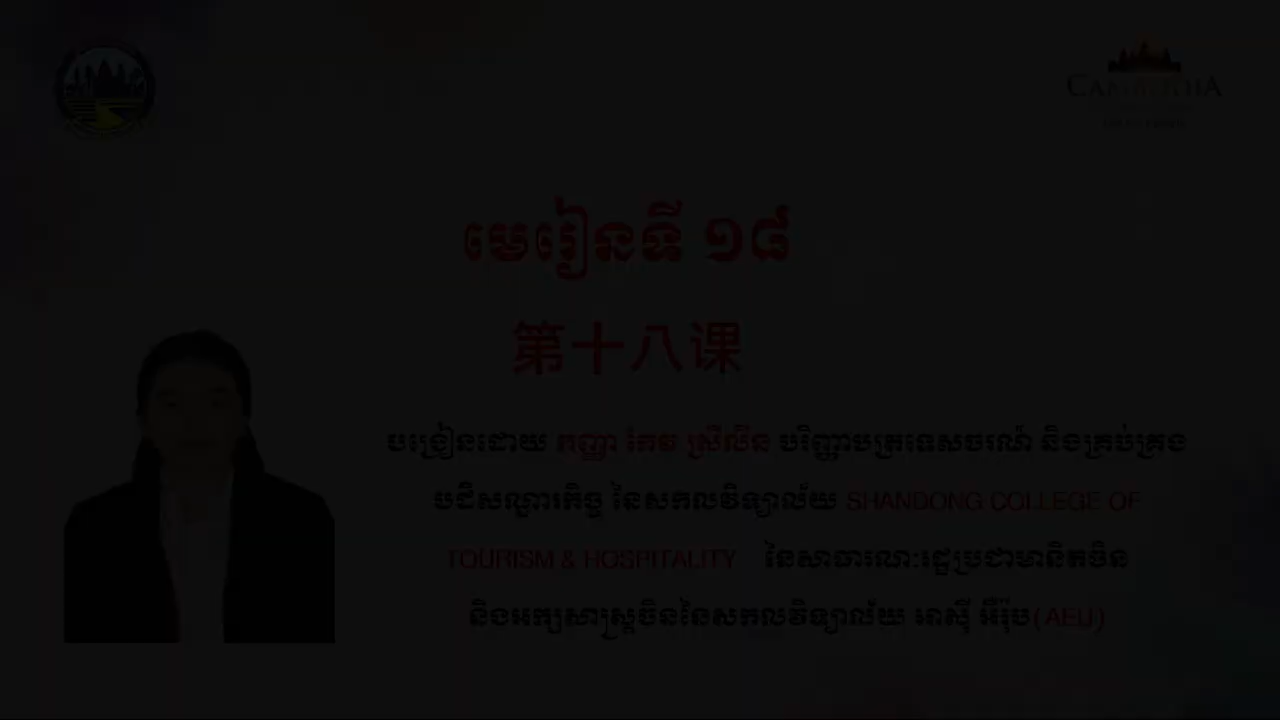 CAMBODIA
មេរៀនទី ១៨
第十八课
បង្រៀនដោយ កញ្ញា កែវ ស្រីលីន បរិញ្ញាបត្រទេសចរណ៍ និងគ្រប់គ្រង
បដិសណ្ឋារកិច្ច នៃសកលវិទ្យាល័យ SHANDONG COLLEGE OF
TOURISM & HOSPITALITY នៃសាធារណៈរដ្ឋប្រជាមានិតចិន
និងអក្សសាស្ត្រចិននៃសកលវិទ្យាល័យ អាស៊ី អឺរ៉ុប(AEU)